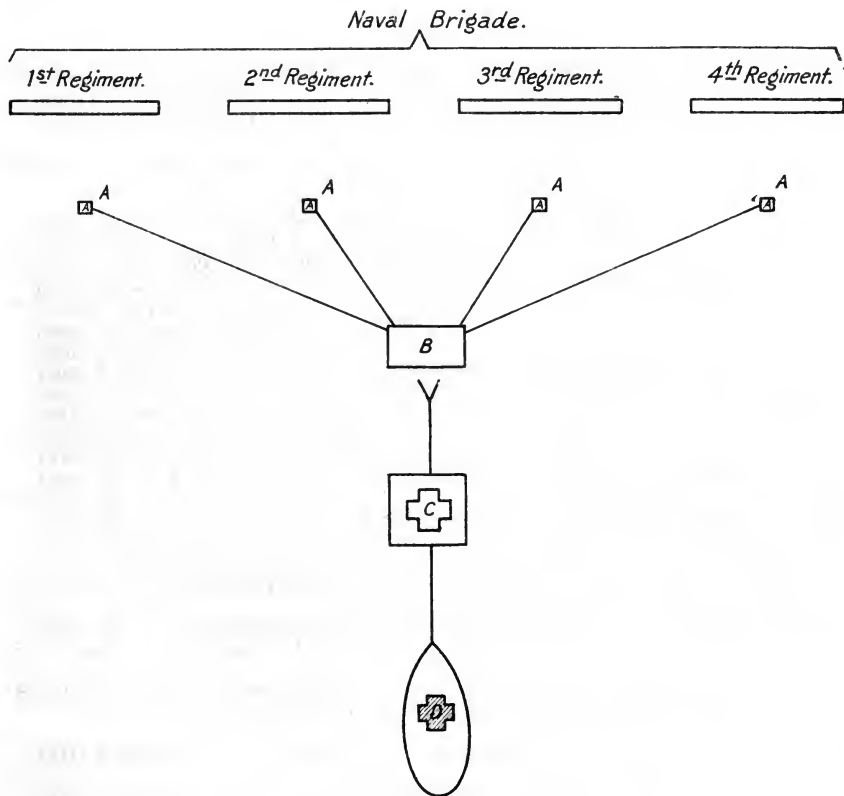 Naval Brigade.
1st Regiment. 2nd Regiment. 3rd Regiment. 4th Regiment.
A A A A
A A A A
B
C
D